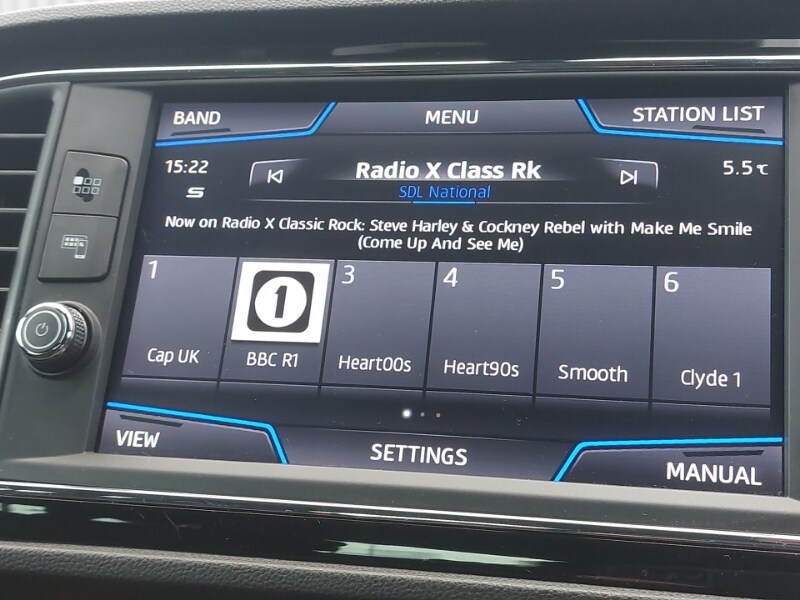 BAND
MENU
STATION LIST
15:22
Radio X Class Rk
5.5℃
SDL National
Now on Radio X Classic Rock: Steve Harley & Cockney Rebel with Make Me Smile
(Come Up And See Me)
1
1
3
4
5
6
Cap UK
BBC R1
Heart00s
Heart90s
Smooth
Clyde 1
VIEW
SETTINGS
MANUAL